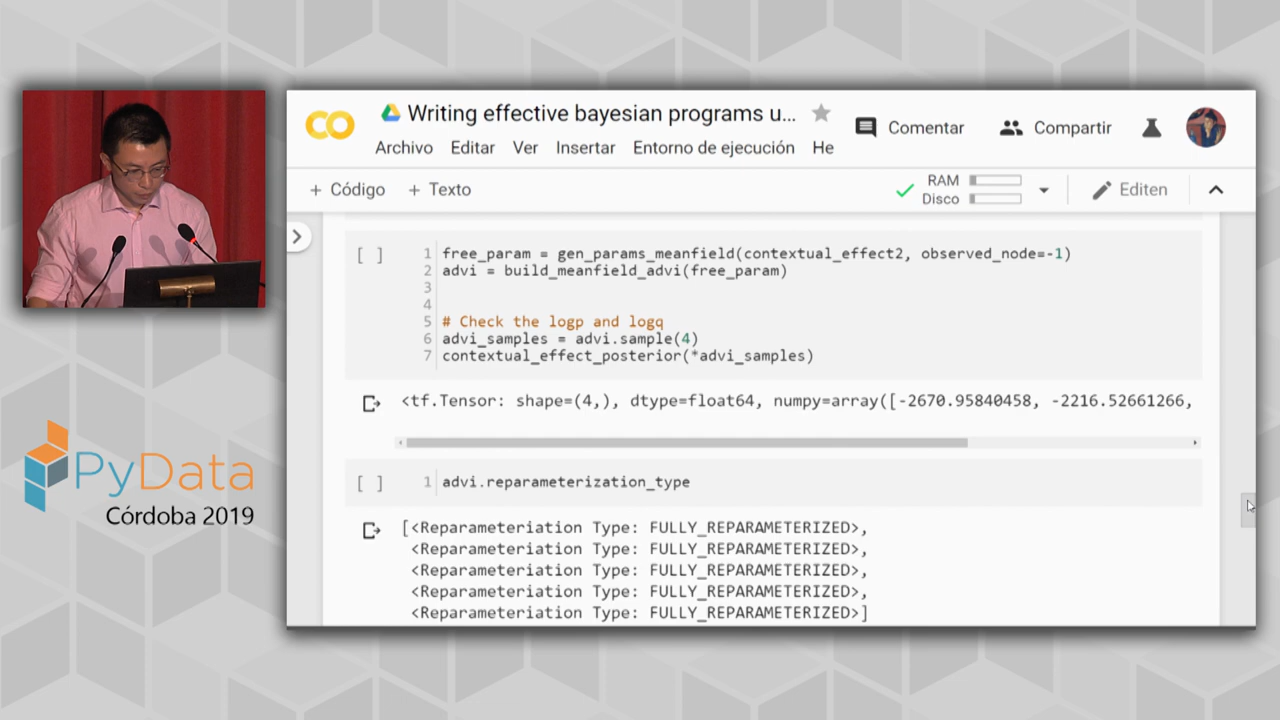 CO
Writing effective bayesian programs u...
Comentar
Compartir
Archivo Editar Ver Insertar Entorno de ejecución He
+ Código + Texto
RAM
Disco
Editen
[ ]
1 free_param = gen_params_meanfield(contextual_effect2, observed_node=-1)
2 advi = build_meanfield_advi(free_param)
3
4
5 # Check the logp and logq
6 advi_samples = advi.sample(4)
7 contextual_effect_posterior(*advi_samples)
<tf.Tensor: shape=(4,), dtype=float64, numpy=array([-2670.95840458, -2216.52661266,
[ ] 1 advi.reparameterization_type
[<Reparameteriation Type: FULLY_REPARAMETERIZED>,
<Reparameteriation Type: FULLY_REPARAMETERIZED>,
<Reparameteriation Type: FULLY_REPARAMETERIZED>,
<Reparameteriation Type: FULLY_REPARAMETERIZED>,
<Reparameteriation Type: FULLY_REPARAMETERIZED>]
PyData
Córdoba 2019